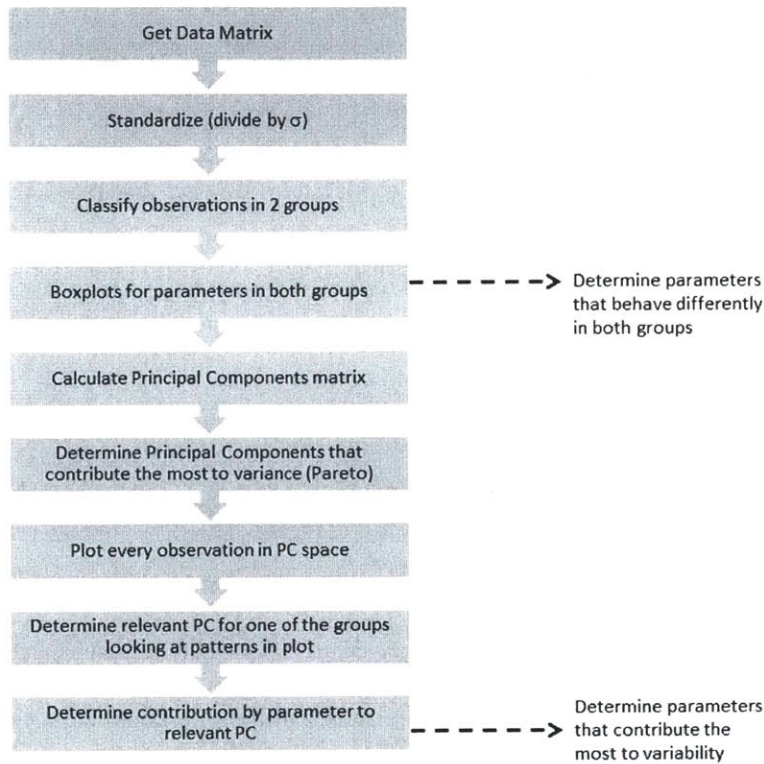 Get Data Matrix
Standardize (divide by σ)
Classify observations in 2 groups
Boxplots for parameters in both groups
Determine parameters
that behave differently
in both groups
Calculate Principal Components matrix
Determine Principal Components that
contribute the most to variance (Pareto)
Plot every observation in PC space
Determine relevant PC for one of the groups
looking at patterns in plot
Determine contribution by parameter to
relevant PC
Determine parameters
that contribute the
most to variability